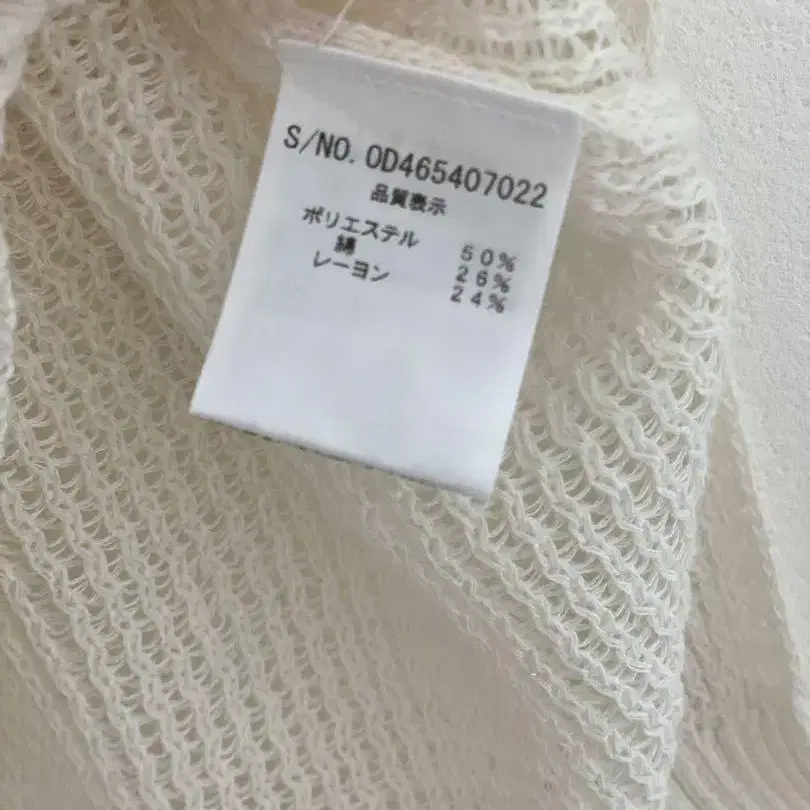 S/NO. 0D465407022
品質表示
ポリエステル 50%
綿 26%
レーヨン 24%